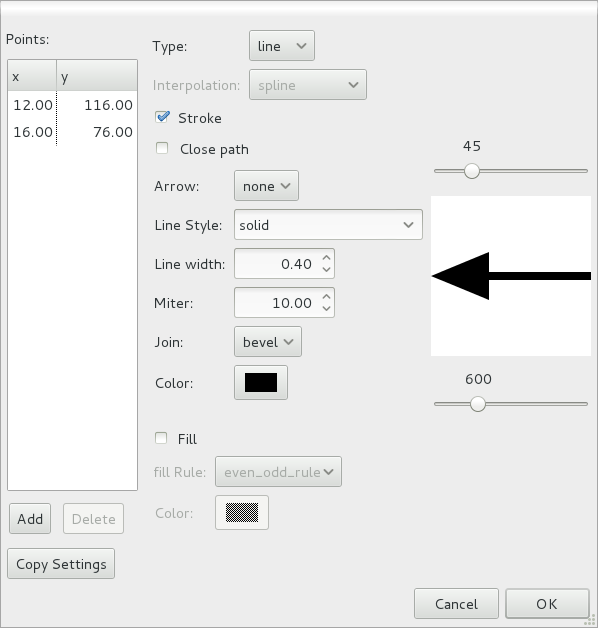 Points:
x y
12.00 116.00
16.00 76.00
Add Delete
Copy Settings
Type: line
Interpolation: spline
Stroke
Close path
Arrow: none
Line Style: solid
Line width: 0.40
Miter: 10.00
Join: bevel
Color:
Fill
fill Rule: even_odd_rule
Color:
45
600
Cancel OK